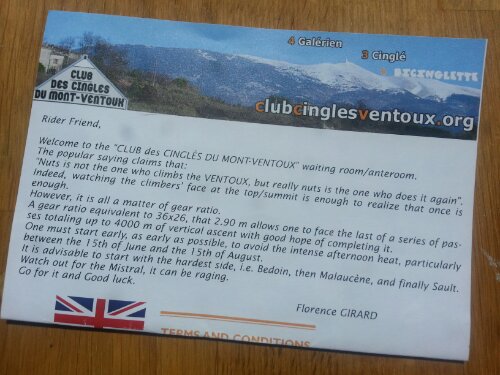 4 Galérien
3 Cinglé
BICINGLETTE
CLUB
DES CINGLÉS
DU MONT-VENTOUX
clubcinglesventoux.org
Rider Friend,
Welcome to the "CLUB des CINGLÉS DU MONT-VENTOUX" waiting room/anteroom.
The popular saying claims that:
"Nuts is not the one who climbs the VENTOUX, but really nuts is the one who does it again".
Indeed, watching the climbers' face at the top/summit is enough to realize that once is
enough.
However, it is all a matter of gear ratio.
A gear ratio equivalent to 36x26, that 2.90 m allows one to face the last of a series of pas-
ses totaling up to 4000 m of vertical ascent with good hope of completing it.
One must start early, as early as possible, to avoid the intense afternoon heat, particularly
between the 15th of June and the 15th of August.
It is advisable to start with the hardest side, i.e. Bedoin, then Malaucène, and finally Sault.
Watch out for the Mistral, it can be raging.
Go for it and Good luck.
Florence GIRARD
TERMS AND CONDITIONS